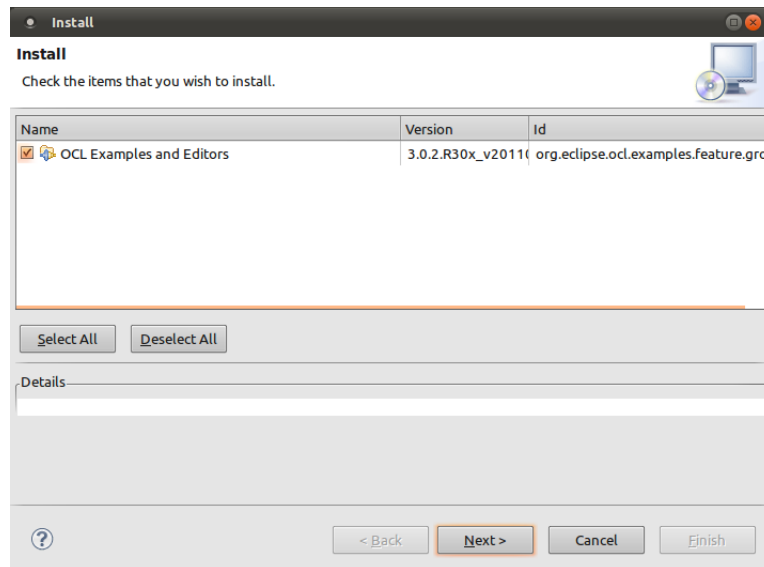 Install
Install
Check the items that you wish to install.
Name Version Id
OCL Examples and Editors 3.0.2.R30x_v20110 org.eclipse.ocl.examples.feature.gro
Select All Deselect All
Details
? < Back Next > Cancel Finish